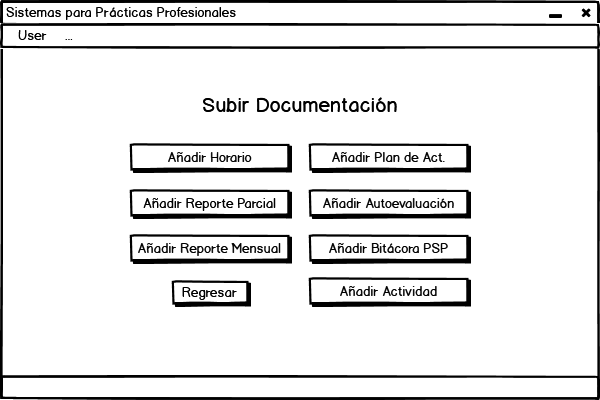 Sistemas para Prácticas Profesionales
User ...
Subir Documentación
Añadir Horario
Añadir Plan de Act.
Añadir Reporte Parcial
Añadir Autoevaluación
Añadir Reporte Mensual
Añadir Bitácora PSP
Regresar
Añadir Actividad